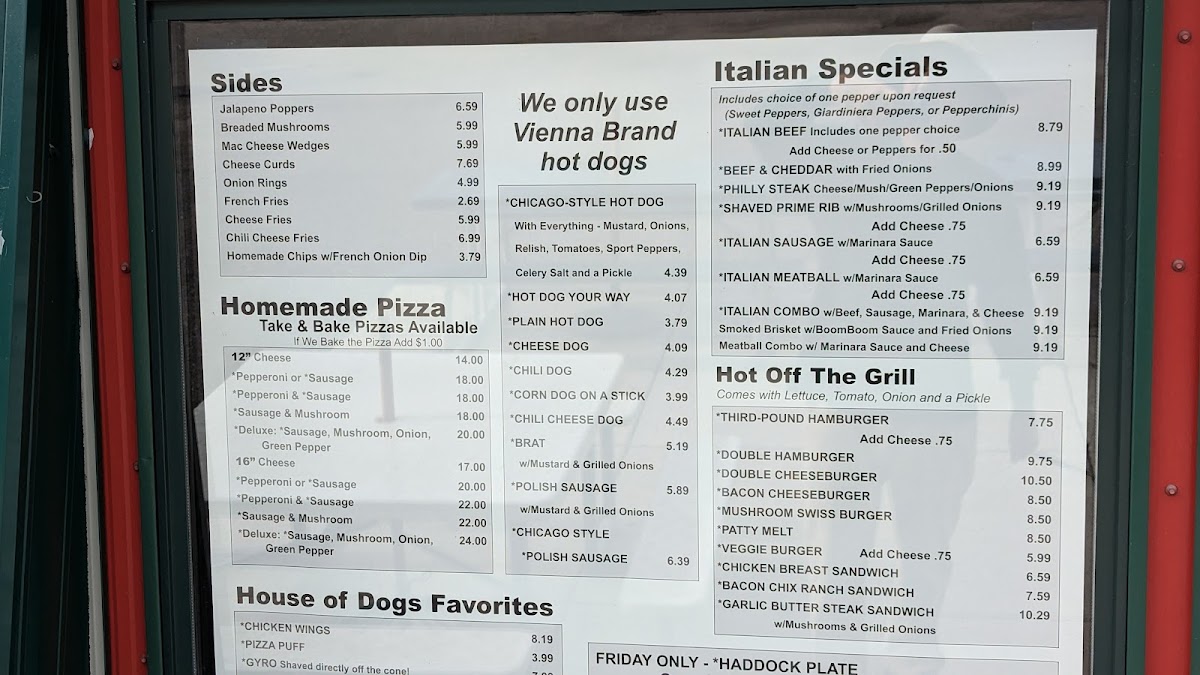 Sides
Jalapeno Poppers 6.59
Breaded Mushrooms 5.99
Mac Cheese Wedges 5.99
Cheese Curds 7.69
Onion Rings 4.99
French Fries 2.69
Cheese Fries 5.99
Chili Cheese Fries 6.99
Homemade Chips w/French Onion Dip 3.79
Homemade Pizza
Take & Bake Pizzas Available
If We Bake the Pizza Add $1.00
12" Cheese 14.00
*Pepperoni or *Sausage 18.00
*Pepperoni & *Sausage 18.00
*Sausage & Mushroom 18.00
*Deluxe: *Sausage, Mushroom, Onion, 20.00
Green Pepper
16" Cheese 17.00
*Pepperoni or *Sausage 20.00
*Pepperoni & *Sausage 22.00
*Sausage & Mushroom 22.00
*Deluxe: *Sausage, Mushroom, Onion, 24.00
Green Pepper
House of Dogs Favorites
*CHICKEN WINGS 8.19
*PIZZA PUFF 3.99
*GYRO Shaved directly off the cone!
We only use
Vienna Brand
hot dogs
*CHICAGO-STYLE HOT DOG
With Everything - Mustard, Onions,
Relish, Tomatoes, Sport Peppers,
Celery Salt and a Pickle 4.39
*HOT DOG YOUR WAY 4.07
*PLAIN HOT DOG 3.79
*CHEESE DOG 4.09
*CHILI DOG 4.29
*CORN DOG ON A STICK 3.99
*CHILI CHEESE DOG 4.49
*BRAT 5.19
w/Mustard & Grilled Onions
*POLISH SAUSAGE 5.89
w/Mustard & Grilled Onions
*CHICAGO STYLE
*POLISH SAUSAGE 6.39
Italian Specials
Includes choice of one pepper upon request
(Sweet Peppers, Giardiniera Peppers, or Pepperchinis)
*ITALIAN BEEF Includes one pepper choice 8.79
Add Cheese or Peppers for .50
*BEEF & CHEDDAR with Fried Onions 8.99
*PHILLY STEAK Cheese/Mush/Green Peppers/Onions 9.19
*SHAVED PRIME RIB w/Mushrooms/Grilled Onions 9.19
Add Cheese .75
*ITALIAN SAUSAGE w/Marinara Sauce 6.59
Add Cheese .75
*ITALIAN MEATBALL w/Marinara Sauce 6.59
Add Cheese .75
*ITALIAN COMBO w/Beef, Sausage, Marinara, & Cheese 9.19
Smoked Brisket w/BoomBoom Sauce and Fried Onions 9.19
Meatball Combo w/ Marinara Sauce and Cheese 9.19
Hot Off The Grill
Comes with Lettuce, Tomato, Onion and a Pickle
*THIRD-POUND HAMBURGER 7.75
Add Cheese .75
*DOUBLE HAMBURGER 9.75
*DOUBLE CHEESEBURGER 10.50
*BACON CHEESEBURGER 8.50
*MUSHROOM SWISS BURGER 8.50
*PATTY MELT 8.50
*VEGGIE BURGER Add Cheese .75 5.99
*CHICKEN BREAST SANDWICH 6.59
*BACON CHIX RANCH SANDWICH 7.59
*GARLIC BUTTER STEAK SANDWICH 10.29
w/Mushrooms & Grilled Onions
FRIDAY ONLY - *HADDOCK PLATE